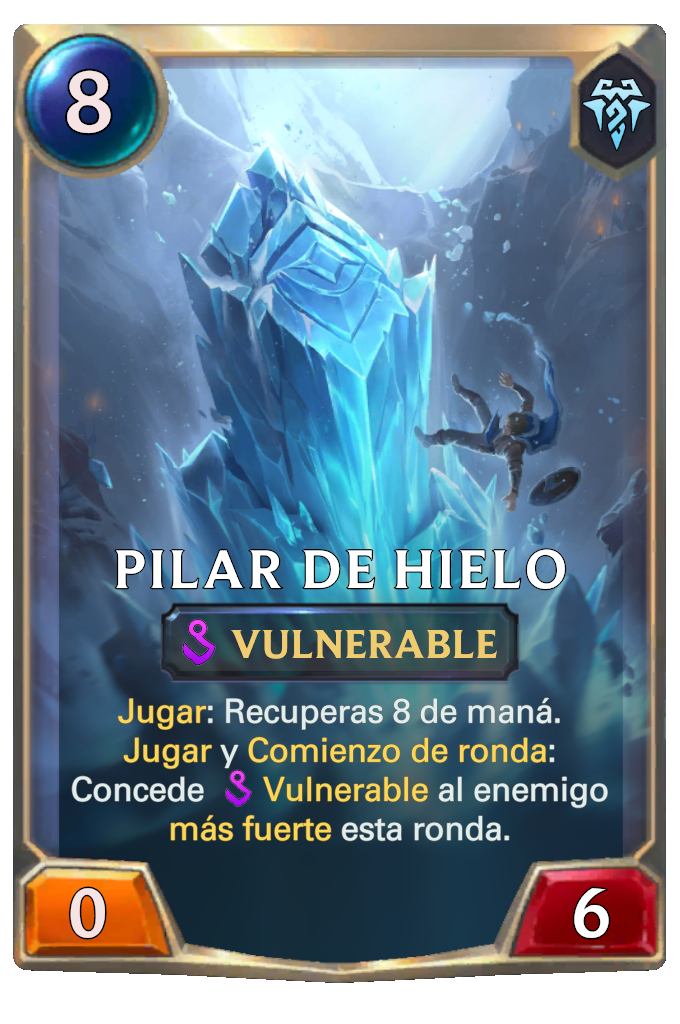 8
PILAR DE HIELO
VULNERABLE
Jugar: Recuperas 8 de maná.
Jugar y Comienzo de ronda:
Concede Vulnerable al enemigo
más fuerte esta ronda.
0
6